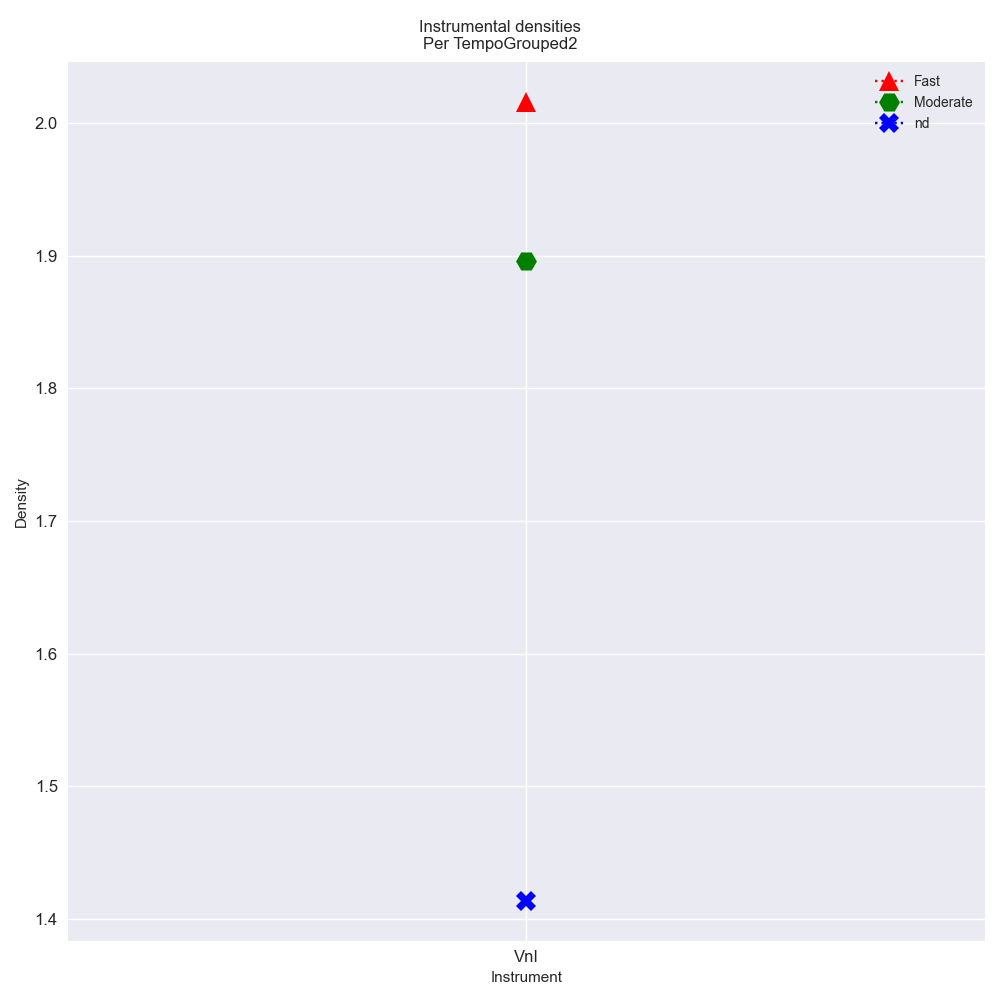 Instrumental densities
Per TempoGrouped2
Fast
Moderate
nd
2.0
1.9
1.8
1.7
1.6
1.5
1.4
Density
VnI
Instrument